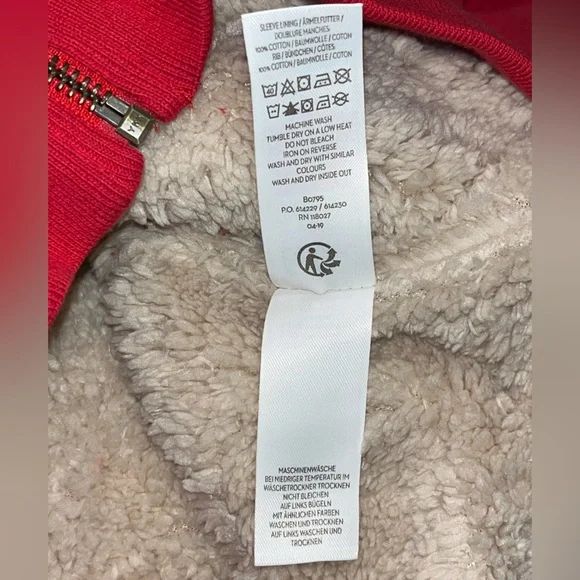 SLEEVE LINING / ÄRMELFUTTER /
DOUBLURE MANCHES
100% COTTON / BAUMWOLLE / COTON
RIB / BÜNDCHEN / CÔTES:
100% COTTON / BAUMWOLLE / COTON
MACHINE WASH
TUMBLE DRY ON A LOW HEAT
DO NOT BLEACH
IRON ON REVERSE
WASH AND DRY WITH SIMILAR
COLOURS
WASH AND DRY INSIDE OUT
B0795
P.O. 614229 / 614230
RN 118027
04-19
MASCHINENWÄSCHE
BEI NIEDRIGER TEMPERATUR IM
WÄSCHETROCKNER TROCKNEN
NICHT BLEICHEN
AUF LINKS BÜGELN
MIT ÄHNLICHEN FARBEN
WASCHEN UND TROCKNEN
AUF LINKS WASCHEN UND
TROCKNEN